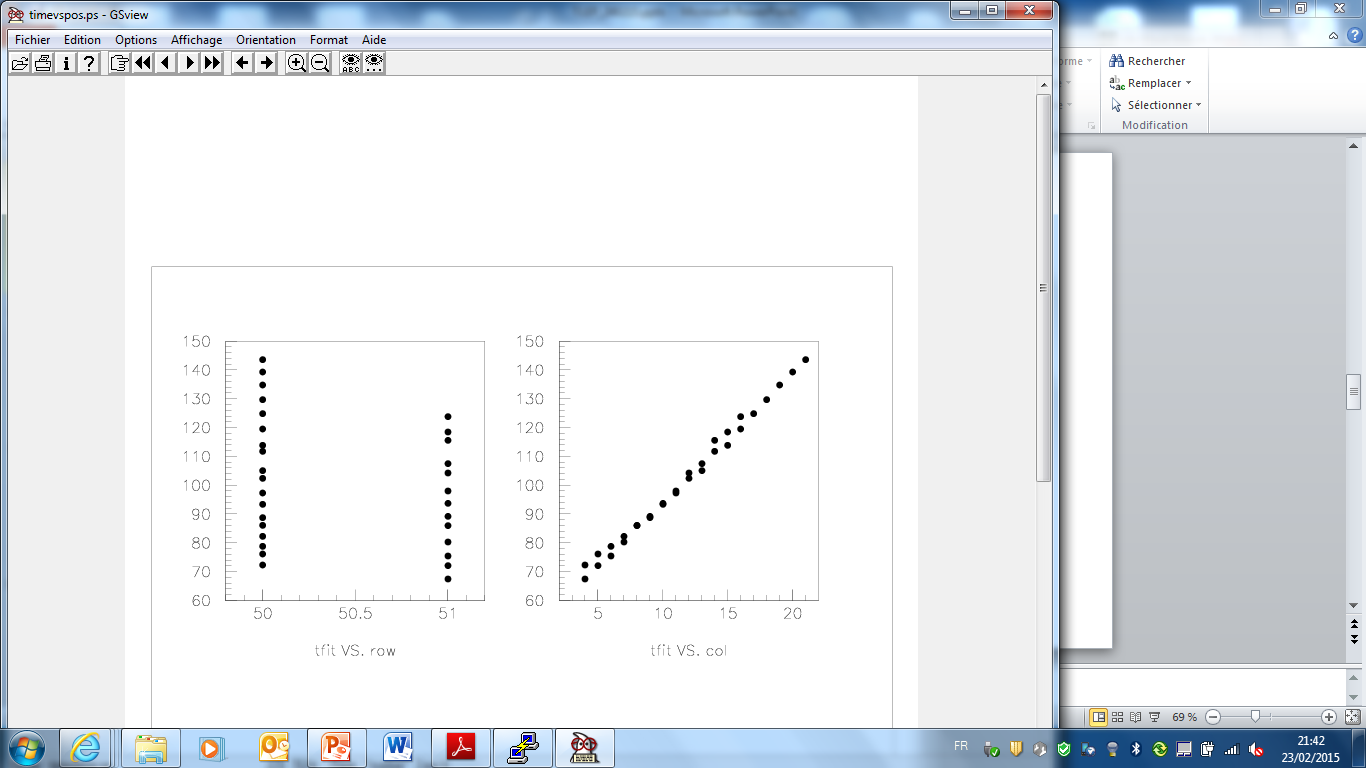 timevspos.ps - GSview
Fichier Edition Options Affichage Orientation Format Aide
Rechercher
Remplacer
Sélectionner
Modification
150 140 130 120 110 100 90 80 70 60
50 50.5 51
tfit VS. row
150 140 130 120 110 100 90 80 70 60
5 10 15 20
tfit VS. col
69 %
FR
21:42
23/02/2015